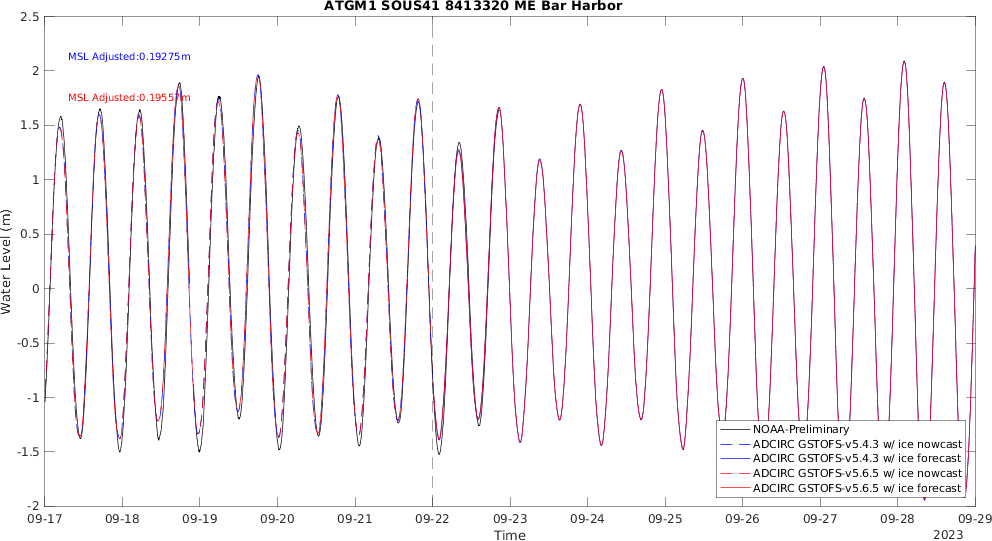 ATGM1 SOUS41 8413320 ME Bar Harbor
2.5
MSL Adjusted:0.19275m
2
MSL Adjusted:0.19557m
1.5
1
0.5
Water Level (m)
0
-0.5
-1
NOAA-Preliminary
ADCIRC GSTOFS-v5.4.3 w/ ice nowcast
-1.5
ADCIRC GSTOFS-v5.4.3 w/ ice forecast
ADCIRC GSTOFS-v5.6.5 w/ ice nowcast
ADCIRC GSTOFS-v5.6.5 w/ ice forecast
-2
09-17 09-18 09-19 09-20 09-21 09-22 09-23 09-24 09-25 09-26 09-27 09-28 09-29
Time
2023